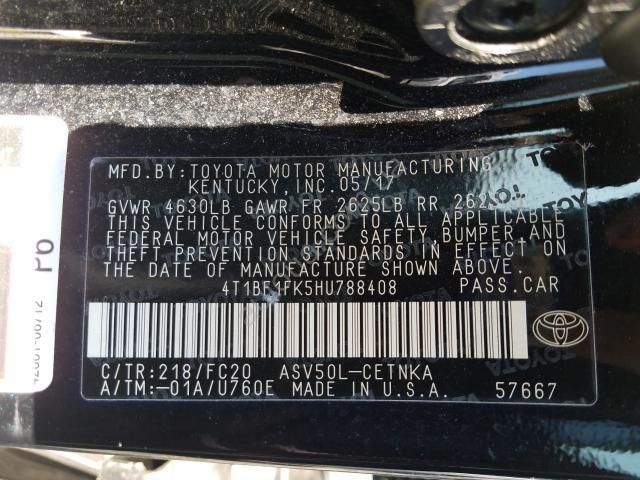 MFD.BY:TOYOTA MOTOR MANUFACTURING
KENTUCKY, INC. 05/17
GVWR 4630LB GAWR FR 2625LB RR
THIS VEHICLE CONFORMS TO ALL APPLICABLE
FEDERAL MOTOR VEHICLE SAFETY, BUMPER AND
THEFT PREVENTION STANDARDS IN EFFECT ON
THE DATE OF MANUFACTURE SHOWN ABOVE.
4T1BF1FK5HU788408 PASS.CAR
C/TR:218/FC20 ASV50L-CETNKA
A/TM:-01A/U760E MADE IN U.S.A. 57667
TOYOTA
P6